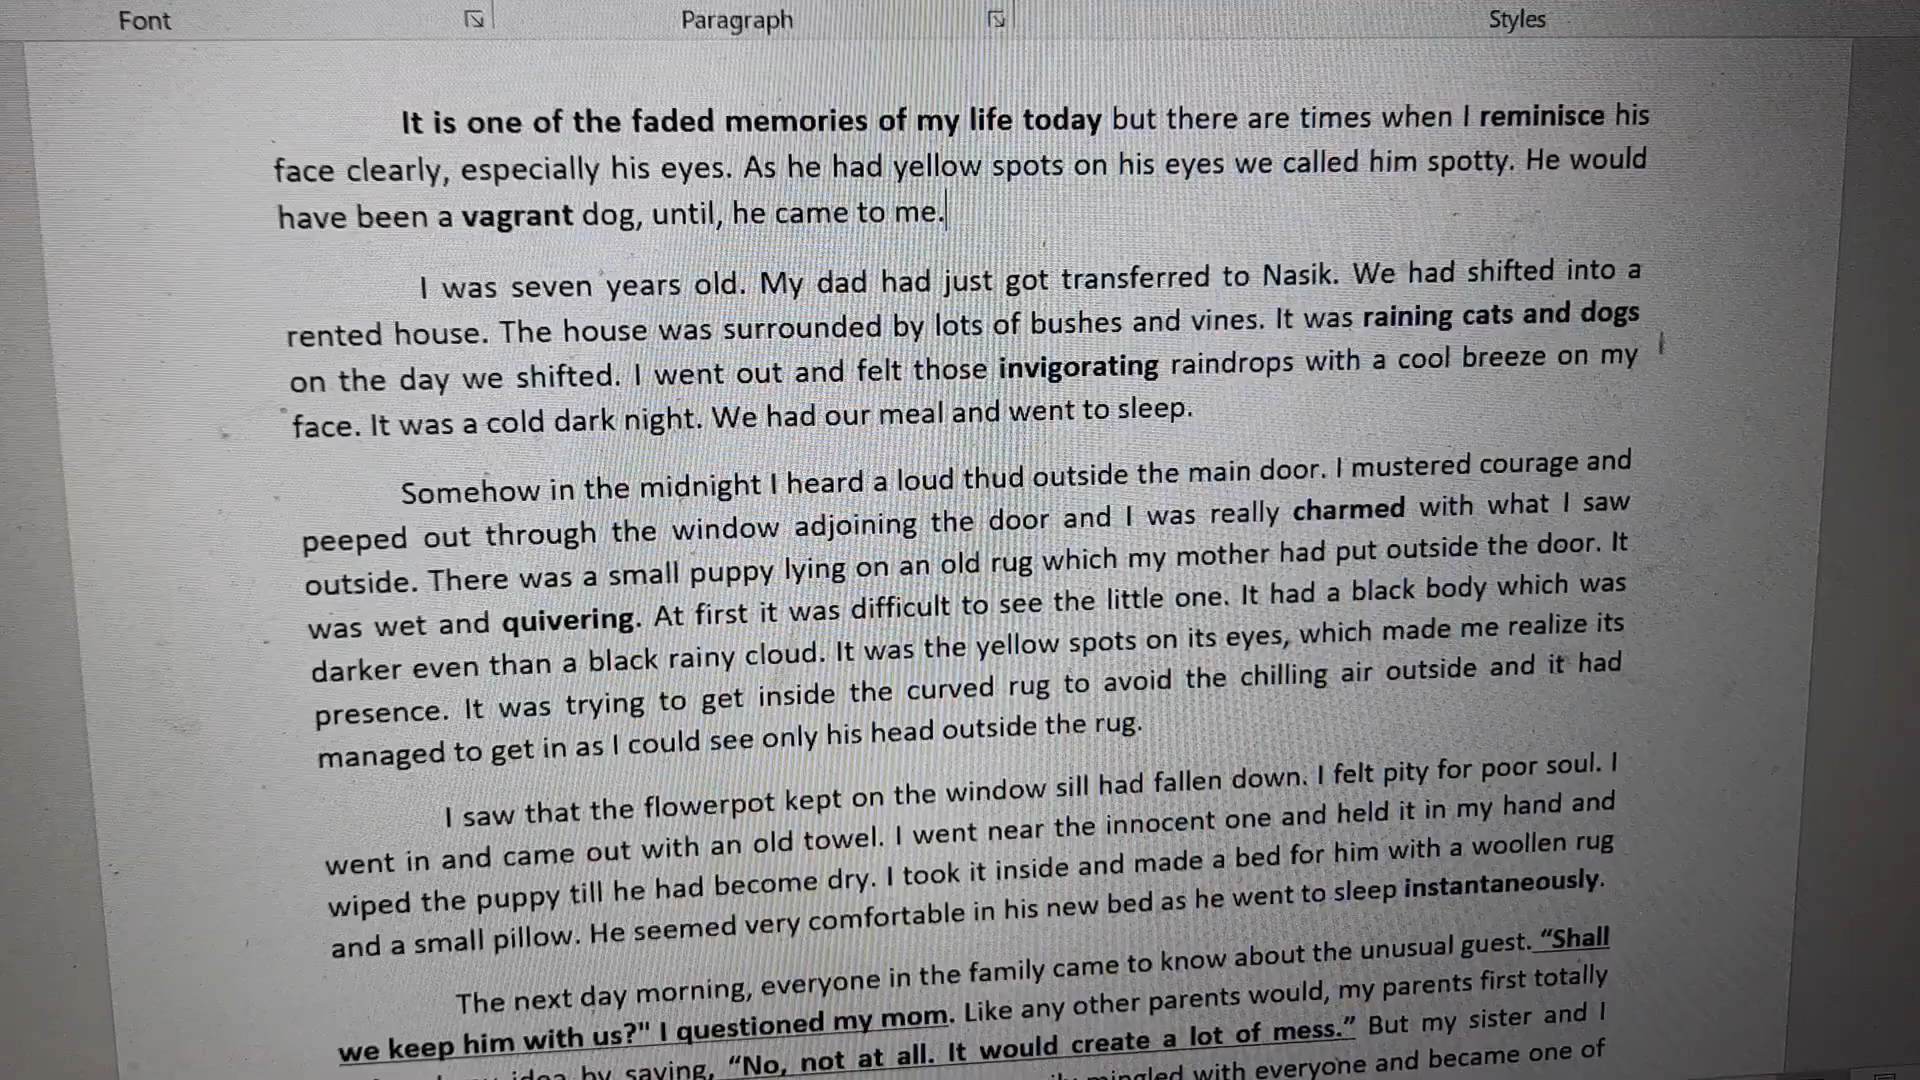 Font Paragraph Styles
It is one of the faded memories of my life today but there are times when I reminisce his
face clearly, especially his eyes. As he had yellow spots on his eyes we called him spotty. He would
have been a vagrant dog, until, he came to me.
I was seven years old. My dad had just got transferred to Nasik. We had shifted into a
rented house. The house was surrounded by lots of bushes and vines. It was raining cats and dogs
on the day we shifted. I went out and felt those invigorating raindrops with a cool breeze on my
face. It was a cold dark night. We had our meal and went to sleep.
Somehow in the midnight I heard a loud thud outside the main door. I mustered courage and
peeped out through the window adjoining the door and I was really charmed with what I saw
outside. There was a small puppy lying on an old rug which my mother had put outside the door. It
was wet and quivering. At first it was difficult to see the little one. It had a black body which was
darker even than a black rainy cloud. It was the yellow spots on its eyes, which made me realize its
presence. It was trying to get inside the curved rug to avoid the chilling air outside and it had
managed to get in as I could see only his head outside the rug.
I saw that the flowerpot kept on the window sill had fallen down. I felt pity for poor soul. I
went in and came out with an old towel. I went near the innocent one and held it in my hand and
wiped the puppy till he had become dry. I took it inside and made a bed for him with a woollen rug
and a small pillow. He seemed very comfortable in his new bed as he went to sleep instantaneously.
The next day morning, everyone in the family came to know about the unusual guest. “Shall
we keep him with us?" I questioned my mom. Like any other parents would, my parents first totally
by saying, “No, not at all. It would create a lot of mess.” But my sister and I
mingled with everyone and became one of